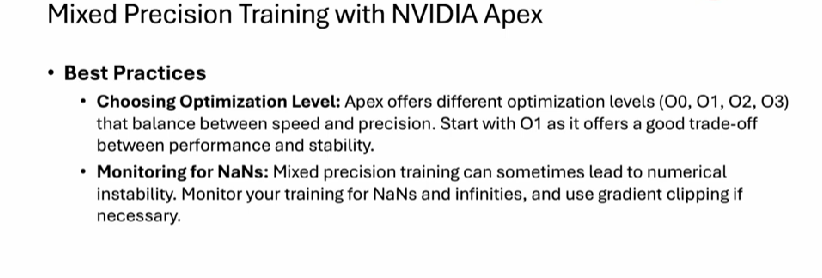 Mixed Precision Training with NVIDIA Apex
• Best Practices
• Choosing Optimization Level: Apex offers different optimization levels (O0, O1, O2, O3)
that balance between speed and precision. Start with O1 as it offers a good trade-off
between performance and stability.
• Monitoring for NaNs: Mixed precision training can sometimes lead to numerical
instability. Monitor your training for NaNs and infinities, and use gradient clipping if
necessary.